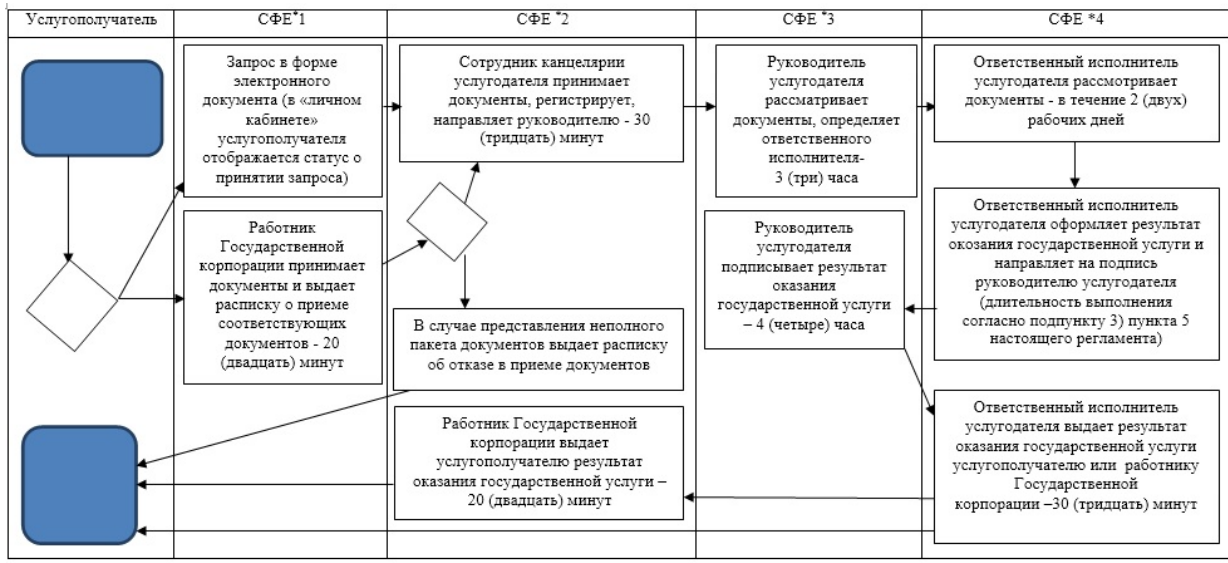 Услугополучатель
СФЕ*1
СФЕ *2
СФЕ *3
СФЕ *4
Запрос в форме
электронного
документа (в «личном
кабинете»
услугополучателя
отображается статус о
принятии запроса)
Сотрудник канцелярии
услугодателя принимает
документы, регистрирует,
направляет руководителю - 30
(тридцать) минут
Руководитель
услугодателя
рассматривает
документы, определяет
ответственного
исполнителя-
3 (три) часа
Ответственный исполнитель
услугодателя рассмотривает
документы - в течение 2 (двух)
рабочих дней
Работник
Государственной
корпорации принимает
документы и выдает
расписку о приеме
соответствующих
документов - 20
(двадцать) минут
В случае представления неполного
пакета документов выдает расписку
об отказе в приеме документов
Руководитель
услугодателя
подписывает результат
оказания
государственной услуги
– 4 (четыре) часа
Ответственный исполнитель
услугодателя оформляет результат
окозания государственной услуги и
направляет на подпись
руководителю услугодателя
(длительность выполнения
согласно подпункту 3) пункта 5
настоящего регламента)
Работник Государственной
корпорации выдает
услугополучателю результат
оказания государственной услуги –
20 (двадцать) минут
Ответственный исполнитель
услугодателя выдает результат
оказания государственной услуги
услугополучателю или работнику
Государственной
корпорации –30 (тридцать) минут